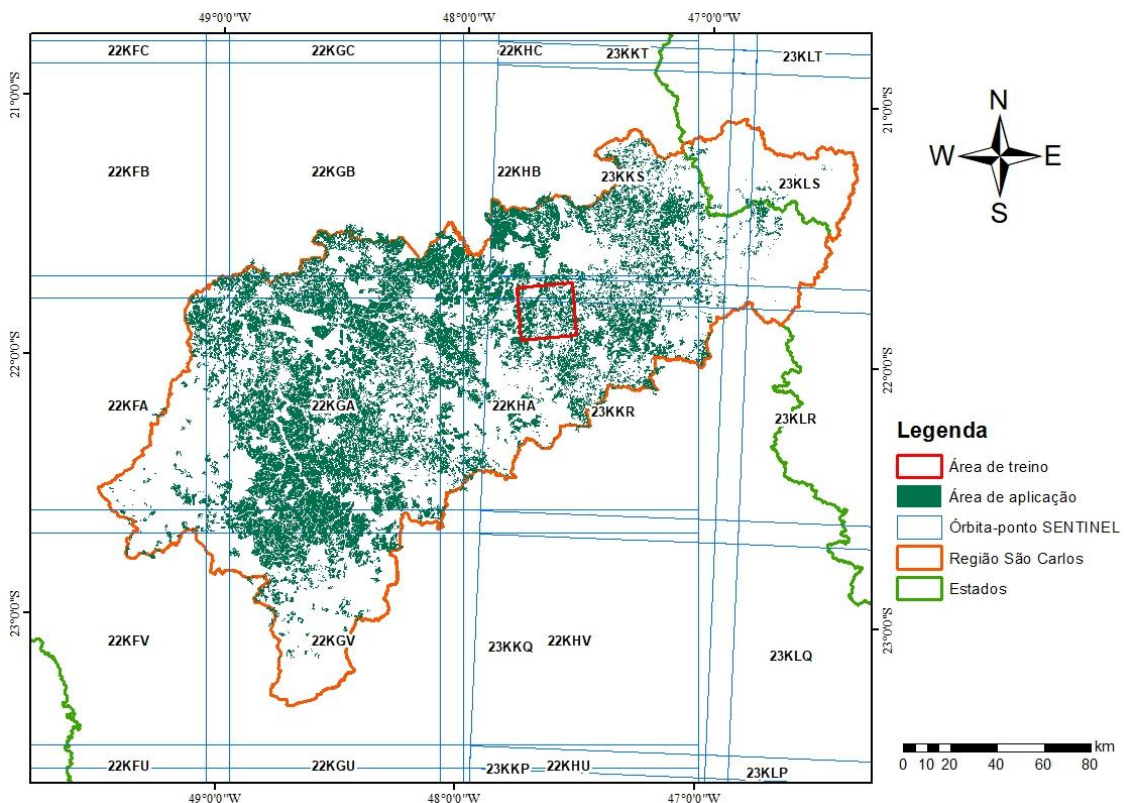 49°0'0"W 48°0'0"W 47°0'0"W
22KFC 22KGC 22KHC 23KKT 23KLT
21°0'0"S 21°0'0"S
22KFB 22KGB 22KHB 23KKS 23KLS
22°0'0"S 22°0'0"S
22KFA 22KGA 22KHA 23KKR 23KLR
23°0'0"S 23°0'0"S
22KFV 22KGV 23KKQ 22KHV 23KLQ
22KFU 22KGU 23KKP 22KHU 23KLP
49°0'0"W 48°0'0"W 47°0'0"W
N
W E
S
Legenda
Área de treino
Área de aplicação
Órbita-ponto SENTINEL
Região São Carlos
Estados
km
0 10 20 40 60 80